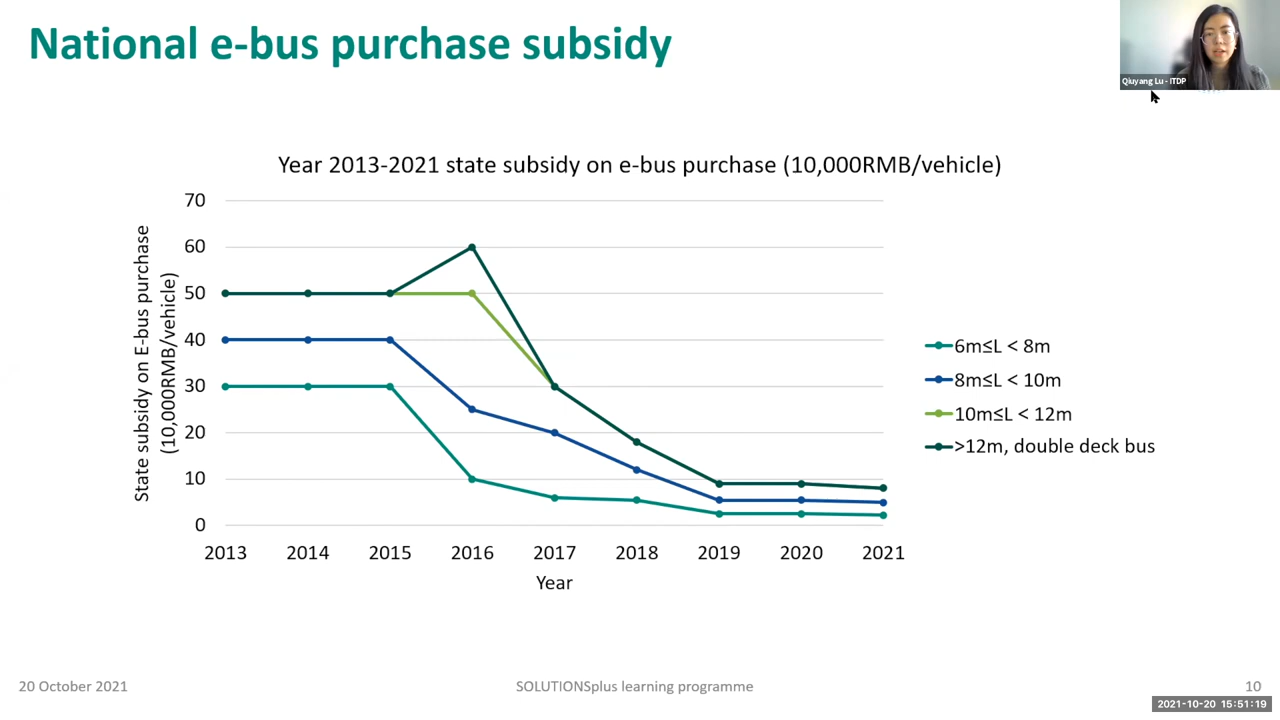 National e-bus purchase subsidy
Qiuyang Lu - ITDP
Year 2013-2021 state subsidy on e-bus purchase (10,000RMB/vehicle)
State subsidy on E-bus purchase
(10,000RMB/vehicle)
70
60
50
40
30
20
10
0
2013 2014 2015 2016 2017 2018 2019 2020 2021
Year
6m≤L < 8m
8m≤L < 10m
10m≤L < 12m
>12m, double deck bus
20 October 2021
SOLUTIONSplus learning programme
10
2021-10-20 15:51:19